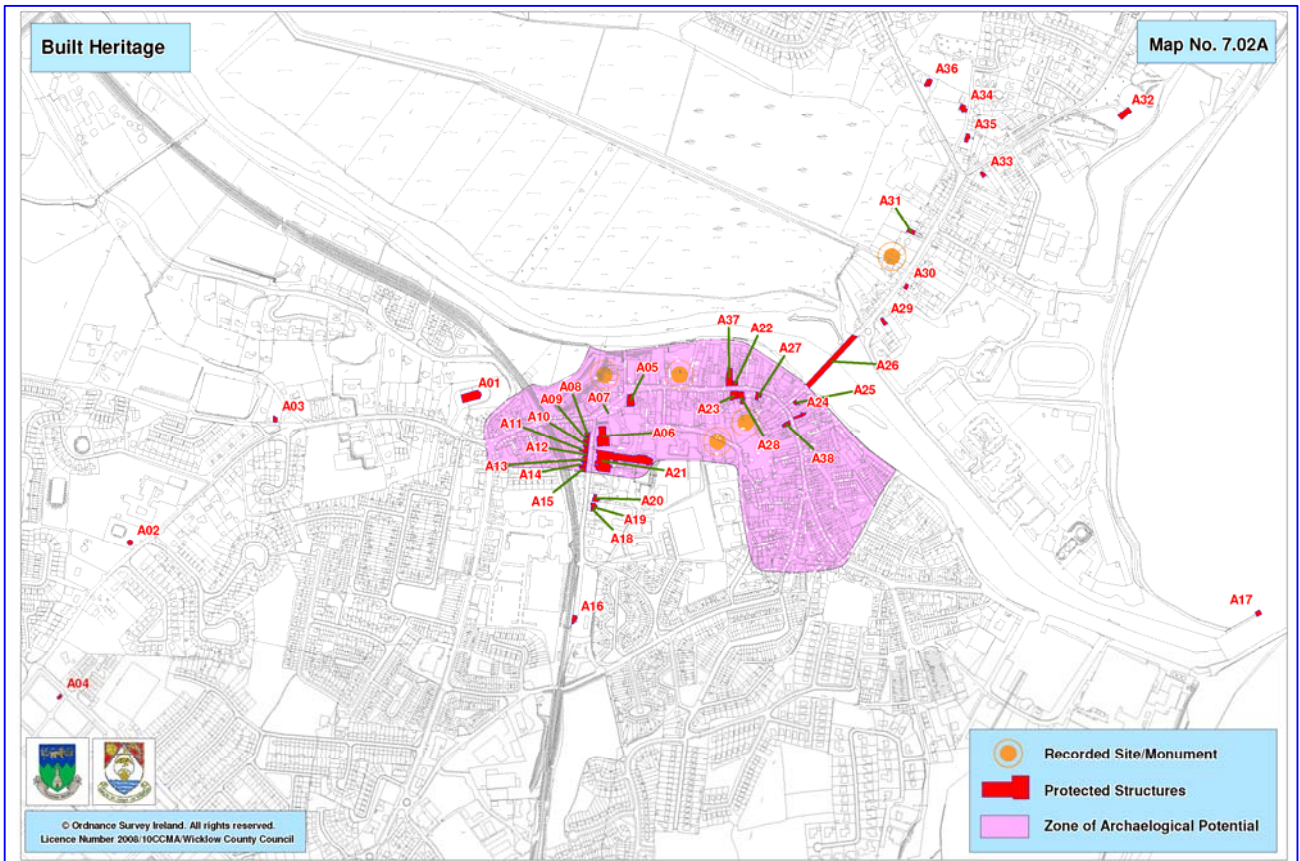 Built Heritage
Map No. 7.02A
A36
A34
A32
A35
A33
A31
A30
A29
A37
A22
A27
A26
A05
A08
A07
A01
A09
A25
A03
A10
A23
A24
A11
A06
A28
A12
A38
A13
A14
A21
A15
A20
A19
A02
A18
A16
A17
A04
Recorded Site/Monument
Protected Structures
Zone of Archaelogical Potential
© Ordnance Survey Ireland. All rights reserved.
Licence Number 2008/10CCMA/Wicklow County Council